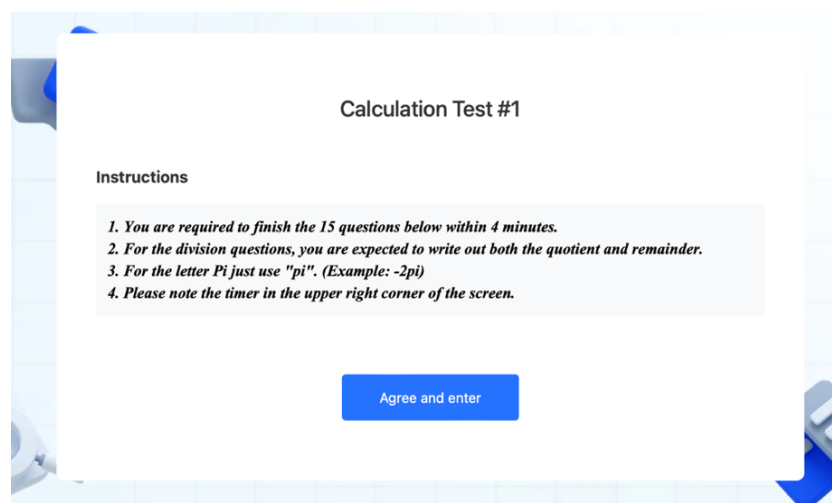 Calculation Test #1
Instructions
1. You are required to finish the 15 questions below within 4 minutes.
2. For the division questions, you are expected to write out both the quotient and remainder.
3. For the letter Pi just use "pi". (Example: -2pi)
4. Please note the timer in the upper right corner of the screen.
Agree and enter